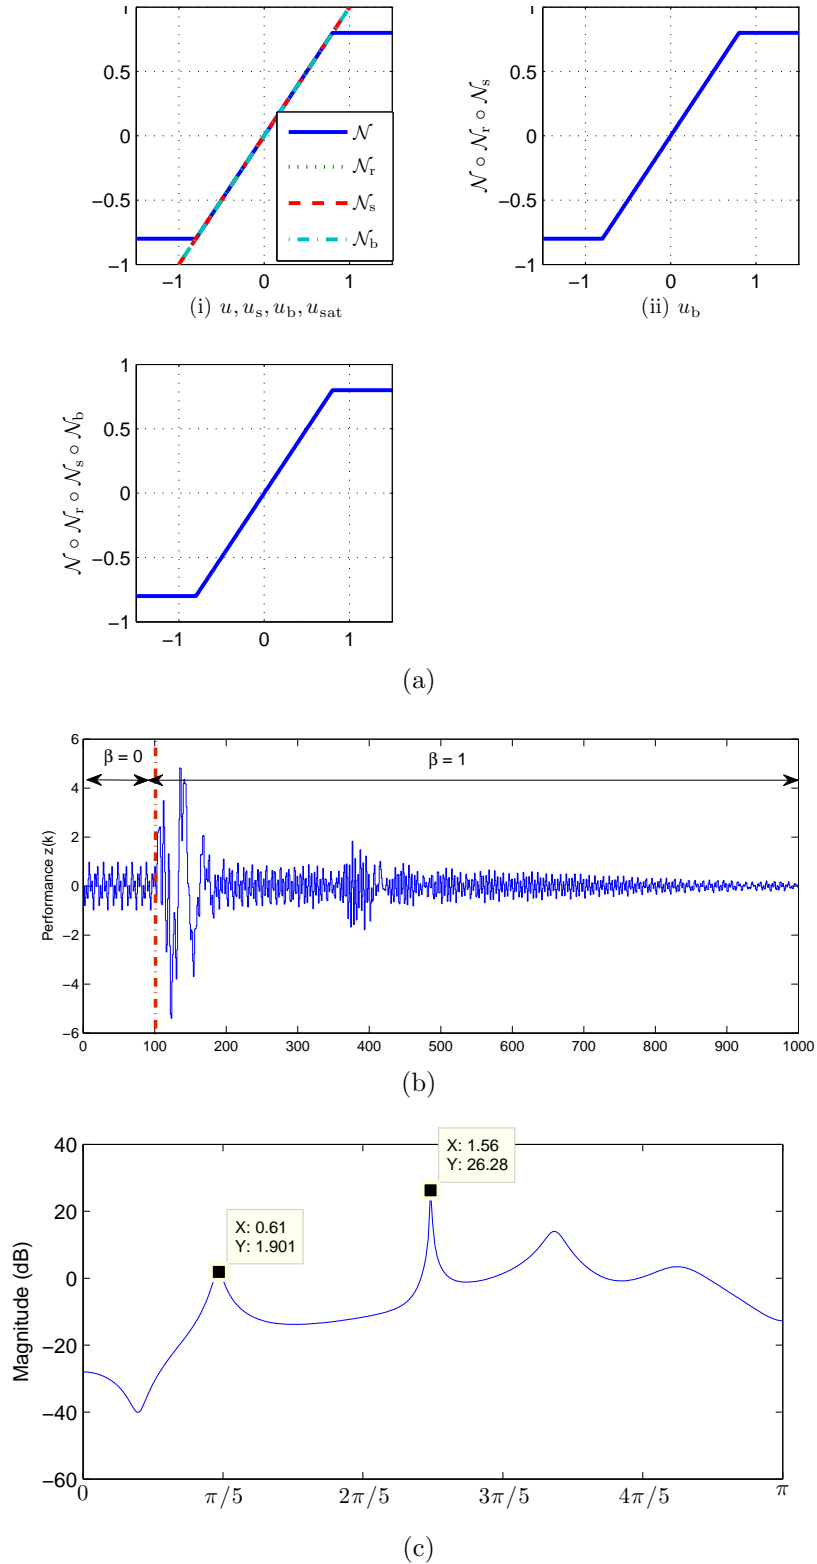 1
0.5
0
−0.5
−1
−1 0 1
𝒩
𝒩r
𝒩s
𝒩b
(i) u, us, ub, usat
𝒩 ∘ 𝒩r ∘ 𝒩s
1
0.5
0
−0.5
−1
−1 0 1
(ii) ub
𝒩 ∘ 𝒩r ∘ 𝒩s ∘ 𝒩b
1
0.5
0
−0.5
−1
−1 0 1
(a)
Performance z(k)
6
4
2
0
−2
−4
−6
β = 0
β = 1
0 100 200 300 400 500 600 700 800 900 1000
(b)
Magnitude (dB)
40
20
0
−20
−40
−60
X: 0.61
Y: 1.901
X: 1.56
Y: 26.28
0 π/5 2π/5 3π/5 4π/5 π
(c)